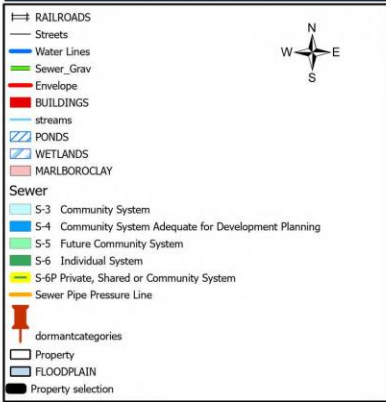 RAILROADS
Streets
Water Lines
Sewer_Grav
Envelope
BUILDINGS
streams
PONDS
WETLANDS
MARLBOROCLAY
Sewer
S-3 Community System
S-4 Community System Adequate for Development Planning
S-5 Future Community System
S-6 Individual System
S-6P Private, Shared or Community System
Sewer Pipe Pressure Line
dormantcategories
Property
FLOODPLAIN
Property selection
N
W E
S